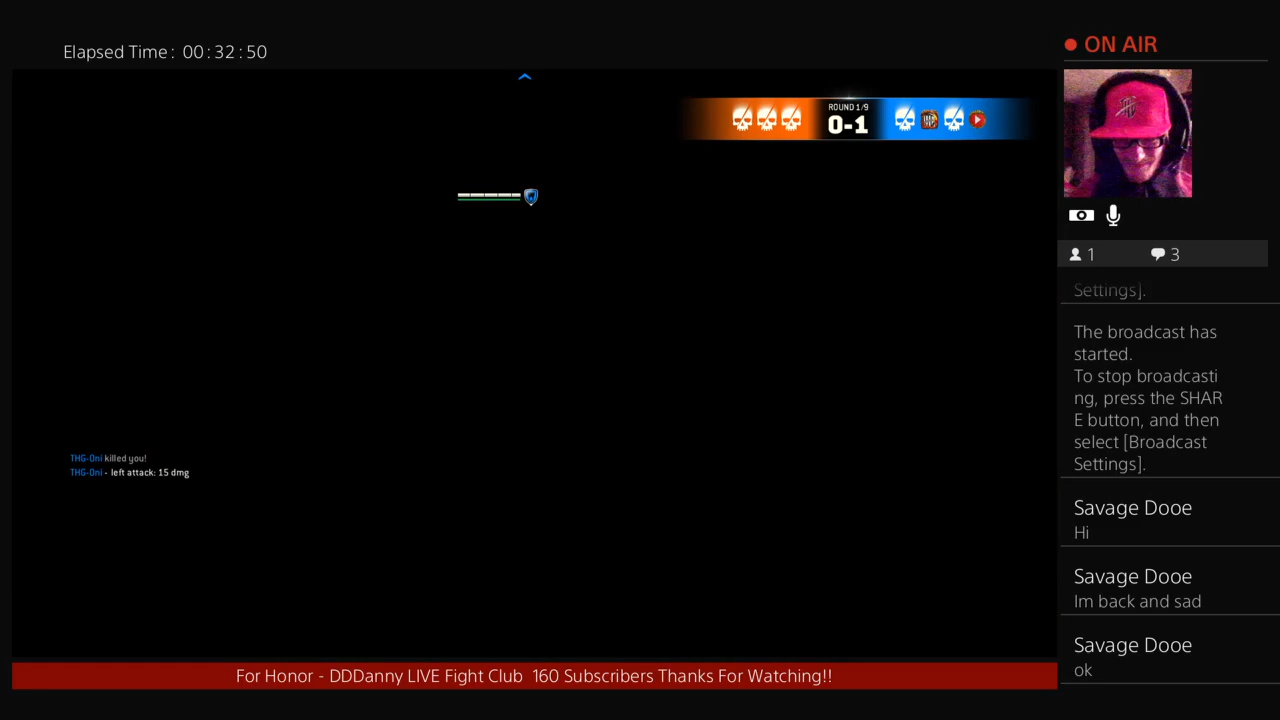 Elapsed Time: 00:32:50
ON AIR
ROUND 1/9
0-1
1
3
Settings].
The broadcast has
started.
To stop broadcasti
ng, press the SHAR
E button, and then
select [Broadcast
Settings].
THG-Oni killed you!
THG-Oni - left attack: 15 dmg
Savage Dooe
Hi
Savage Dooe
Im back and sad
Savage Dooe
ok
For Honor - DDDanny LIVE Fight Club 160 Subscribers Thanks For Watching!!